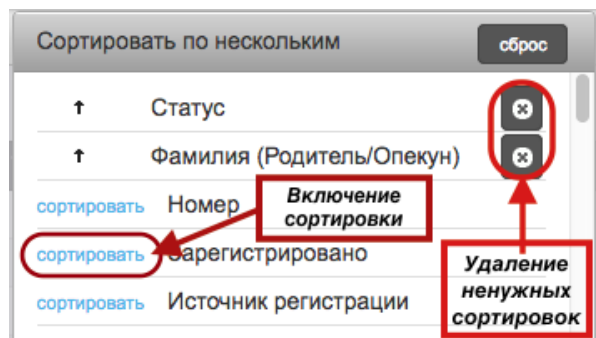 Сортировать по нескольким сброс
Статус
Фамилия (Родитель/Опекун)
сортировать Номер
Включение
сортировки
сортировать Зарегистрировано
сортировать Источник регистрации
Удаление
ненужных
сортировок